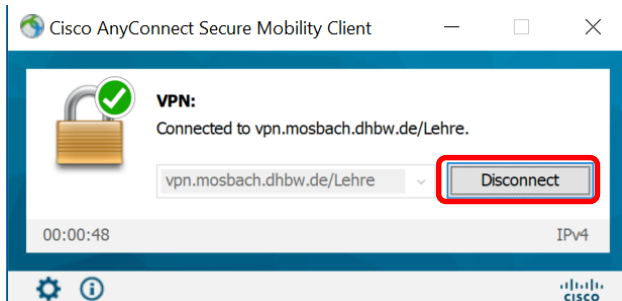 Cisco AnyConnect Secure Mobility Client
VPN:
Connected to vpn.mosbach.dhbw.de/Lehre.
vpn.mosbach.dhbw.de/Lehre
Disconnect
00:00:48
IPv4
CISCO